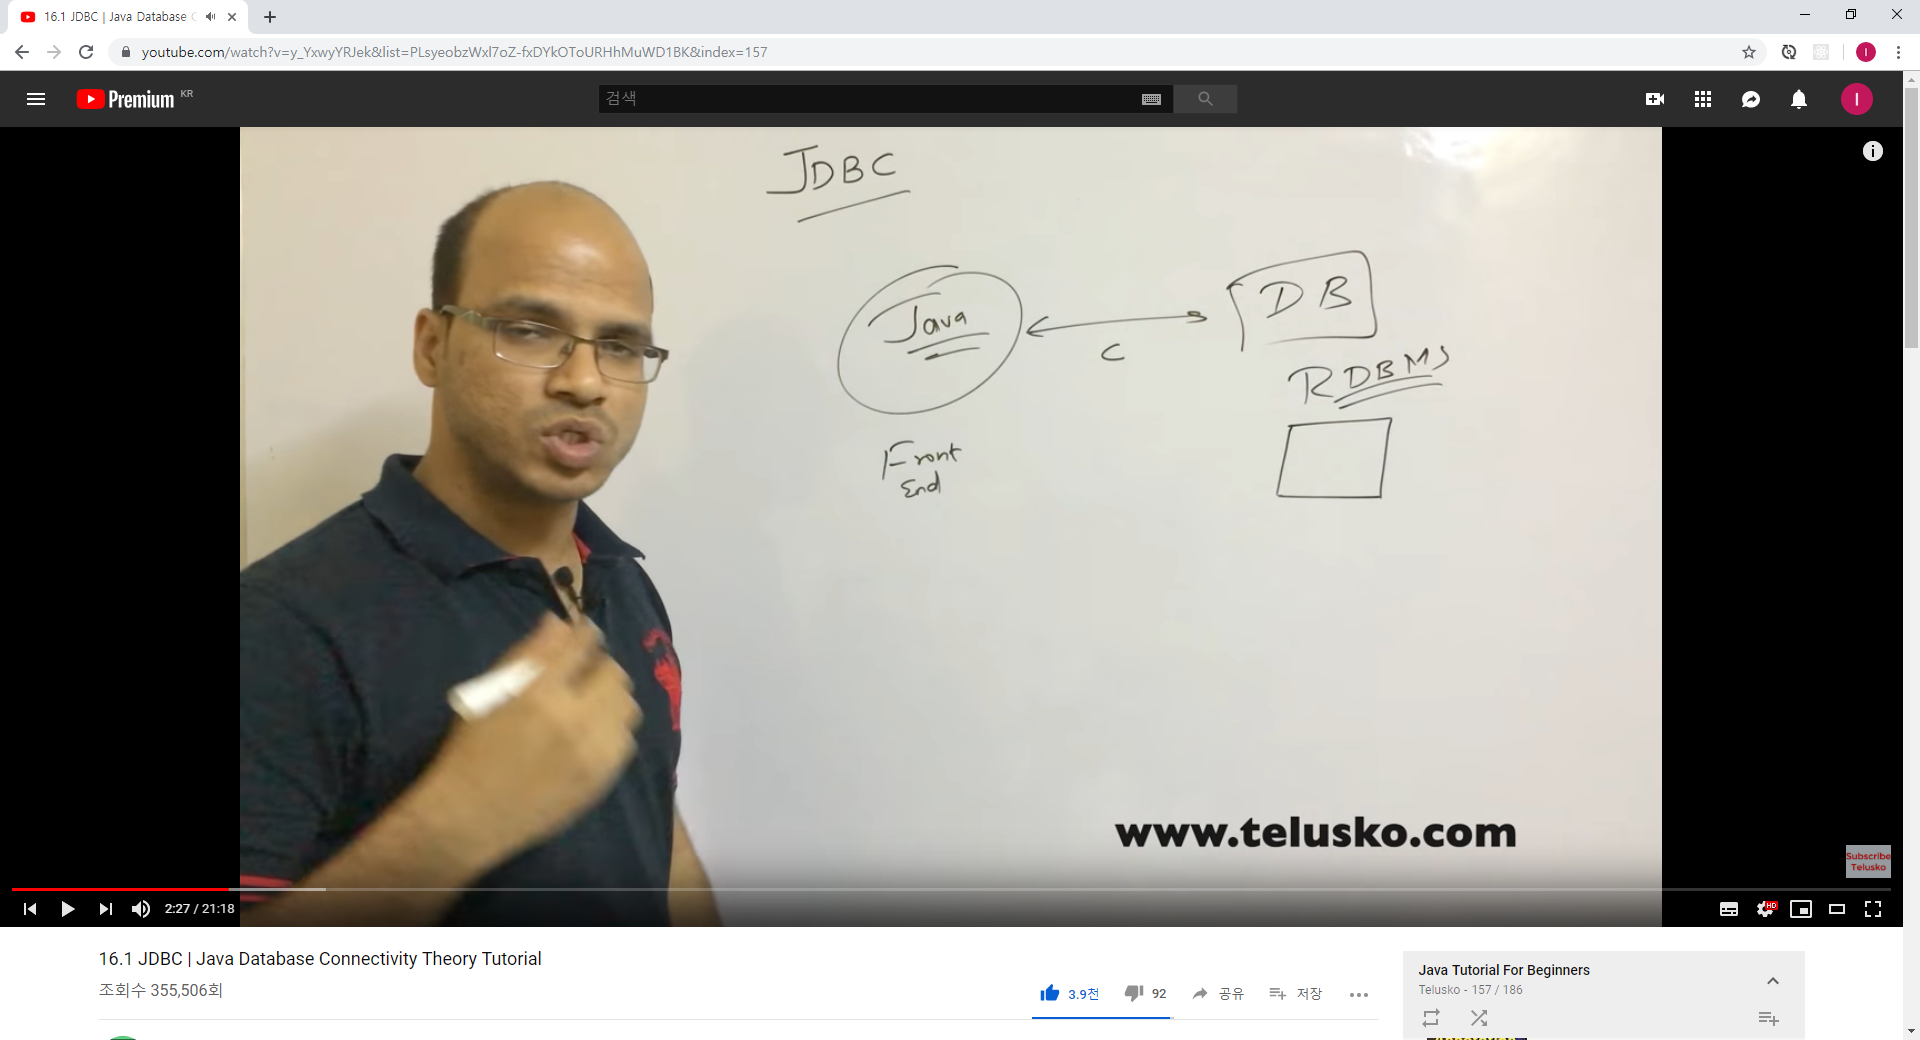 16.1 JDBC | Java Database C
youtube.com/watch?v=y_YxwyYRJek&list=PLsyeobzWxl7oZ-fxDYkOToURHhMuWD1BK&index=157
I
Premium KR
검색
I
JDBC
Java
DB
C
RDBMS
Front
End
www.telusko.com
Subscribe
Telusko
2:27 / 21:18
HD
16.1 JDBC | Java Database Connectivity Theory Tutorial
조회수 355,506회
3.9천
92
공유
저장
Java Tutorial For Beginners
Telusko - 157 / 186